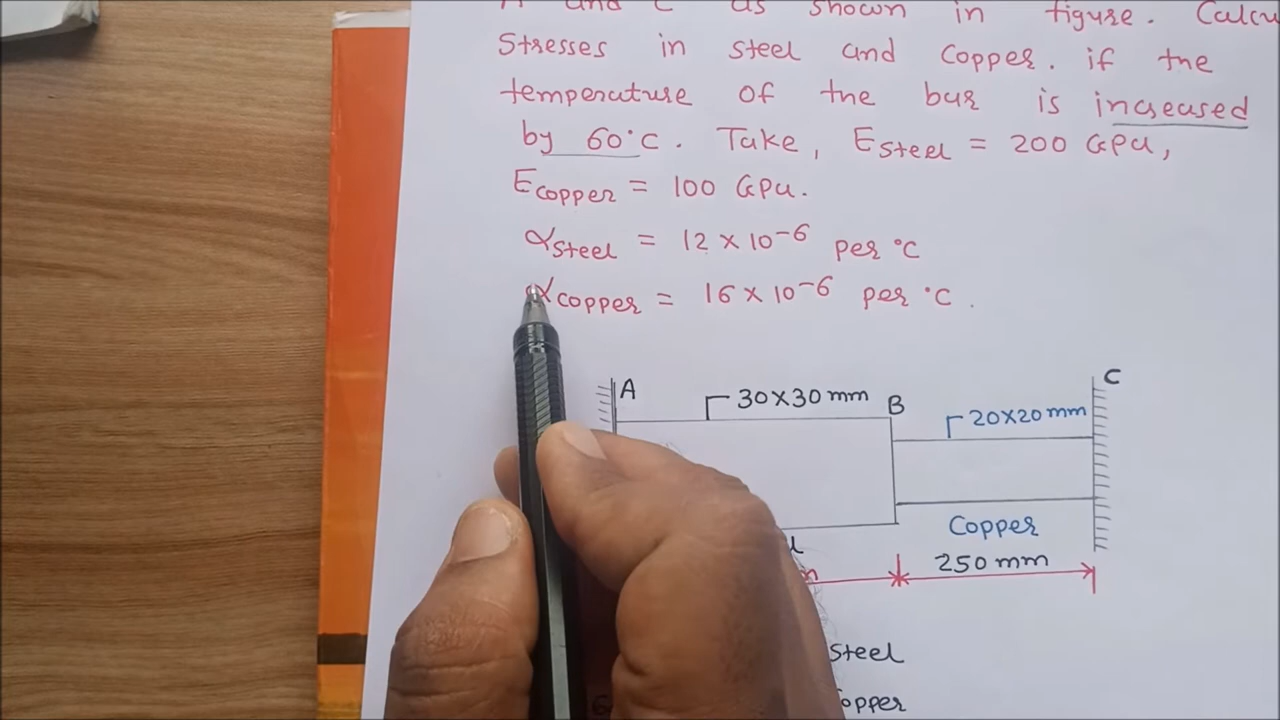 A and C as shown in figure. Calcu
Stresses in steel and Copper. if the
temperature of the bar is increased
by 60°C. Take, ESteel = 200 GPa,
Ecopper = 100 GPa.
αSteel = 12 × 10-6 per °C
αcopper = 16 × 10-6 per °C.
A
30×30 mm
B
20×20 mm
C
Copper
250 mm
Steel
opper